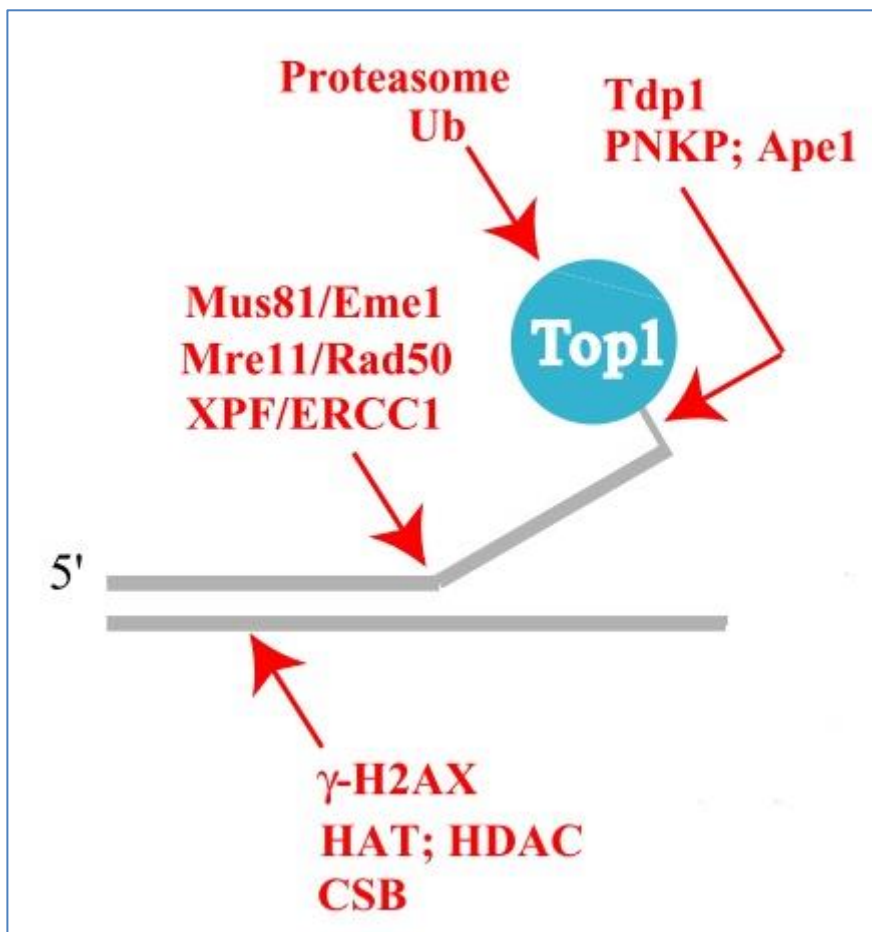 Proteasome
Ub
Tdp1
PNKP; Ape1
Mus81/Eme1
Mre11/Rad50
XPF/ERCC1
Top1
5'
γ-H2AX
HAT; HDAC
CSB